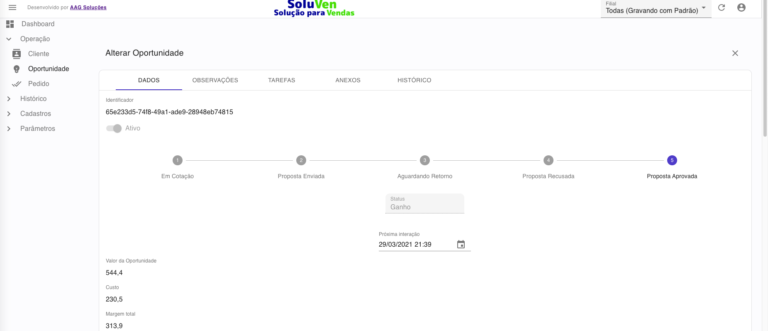 Desenvolvido por AAG Soluções
SoluVen
Solução para Vendas
Filial
Todas (Gravando com Padrão)
Dashboard
Operação
Cliente
Oportunidade
Pedido
Histórico
Cadastros
Parâmetros
Alterar Oportunidade
DADOS
OBSERVAÇÕES
TAREFAS
ANEXOS
HISTÓRICO
Identificador
65e233d5-74f8-49a1-ade9-28948eb74815
Ativo
1
2
3
4
5
Em Cotação
Proposta Enviada
Aguardando Retorno
Proposta Recusada
Proposta Aprovada
Status
Ganho
Próxima interação
29/03/2021 21:39
Valor da Oportunidade
544,4
Custo
230,5
Margem total
313,9